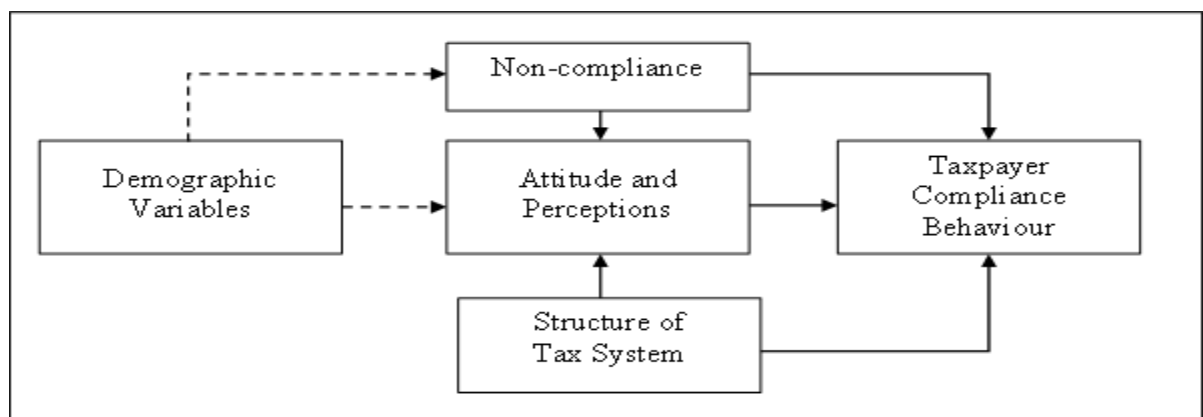 Non-compliance
Demographic
Variables
Attitude and
Perceptions
Taxpayer
Compliance
Behaviour
Structure of
Tax System